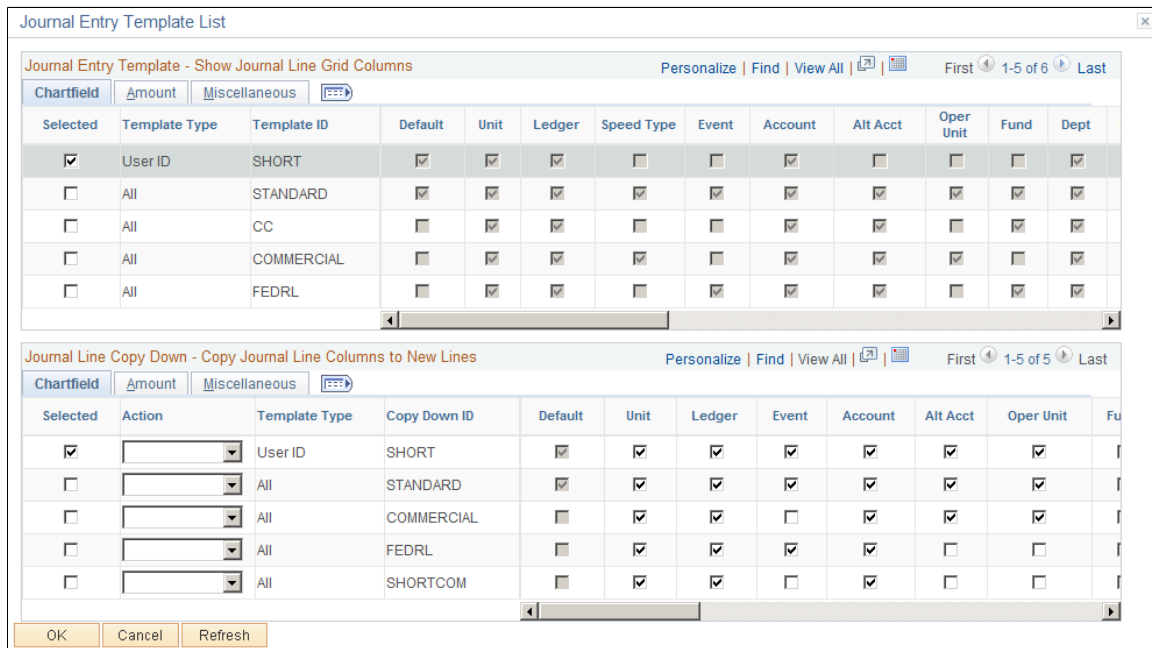 Journal Entry Template List
Journal Entry Template - Show Journal Line Grid Columns Personalize | Find | View All | | First 1-5 of 6 Last
Chartfield Amount Miscellaneous
Selected Template Type Template ID Default Unit Ledger Speed Type Event Account Alt Acct Oper Unit Fund Dept
User ID SHORT
All STANDARD
All CC
All COMMERCIAL
All FEDRL
Journal Line Copy Down - Copy Journal Line Columns to New Lines Personalize | Find | View All | | First 1-5 of 5 Last
Chartfield Amount Miscellaneous
Selected Action Template Type Copy Down ID Default Unit Ledger Event Account Alt Acct Oper Unit Fu
User ID SHORT
All STANDARD
All COMMERCIAL
All FEDRL
All SHORTCOM
OK Cancel Refresh